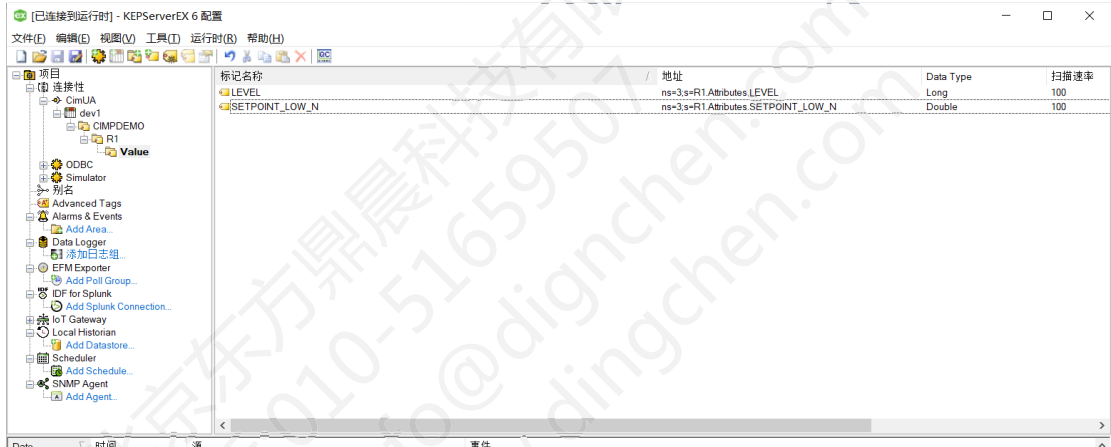 [已连接到运行时] - KEPServerEX 6 配置
文件(F) 编辑(E) 视图(V) 工具(T) 运行时(R) 帮助(H)
项目
连接性
CimUA
dev1
CIMPDEMO
R1
Value
ODBC
Simulator
别名
Advanced Tags
Alarms & Events
Add Area...
Data Logger
添加日志组...
EFM Exporter
Add Poll Group...
IDF for Splunk
Add Splunk Connection...
IoT Gateway
Local Historian
Add Datastore...
Scheduler
Add Schedule...
SNMP Agent
Add Agent...
标记名称 地址 Data Type 扫描速率
LEVEL ns=3;s=R1.Attributes.LEVEL Long 100
SETPOINT_LOW_N ns=3;s=R1.Attributes.SETPOINT_LOW_N Double 100
Date 时间 源 事件